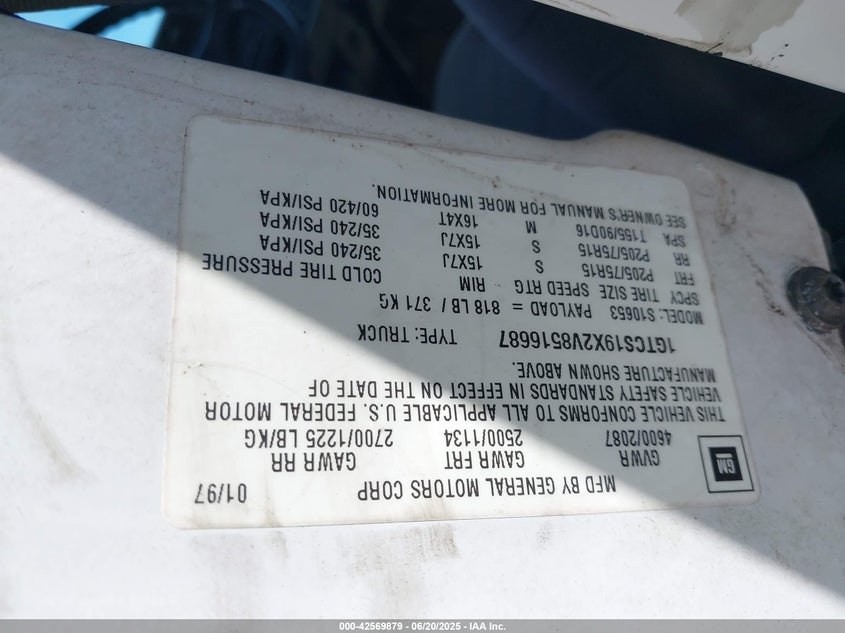 MFD BY GENERAL MOTORS CORP 01/97
GM
GVWR GAWR FRT GAWR RR
4600/2087 2500/1134 2700/1225 LB/KG
THIS VEHICLE CONFORMS TO ALL APPLICABLE U.S. FEDERAL MOTOR
VEHICLE SAFETY STANDARDS IN EFFECT ON THE DATE OF
MANUFACTURE SHOWN ABOVE.
1GTCS19X2V8516687 TYPE: TRUCK
MODEL: S10653 PAYLOAD = 818 LB / 371 KG
SPCY TIRE SIZE SPEED RTG RIM COLD TIRE PRESSURE
FRT P205/75R15 S 15X7J 35/240 PSI/KPA
RR P205/75R15 S 15X7J 35/240 PSI/KPA
SPA T155/90D16 M 16X4T 60/420 PSI/KPA
SEE OWNER'S MANUAL FOR MORE INFORMATION.
000-42569879 - 06/20/2025 - IAA Inc.